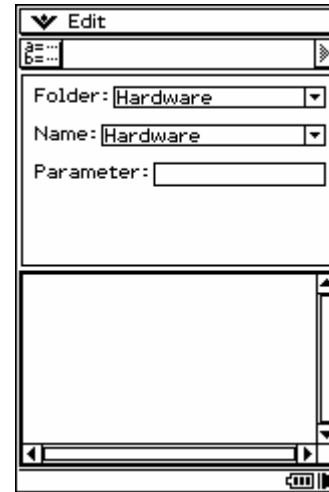 Edit
a=...
b=...
Folder: Hardware
Name: Hardware
Parameter: